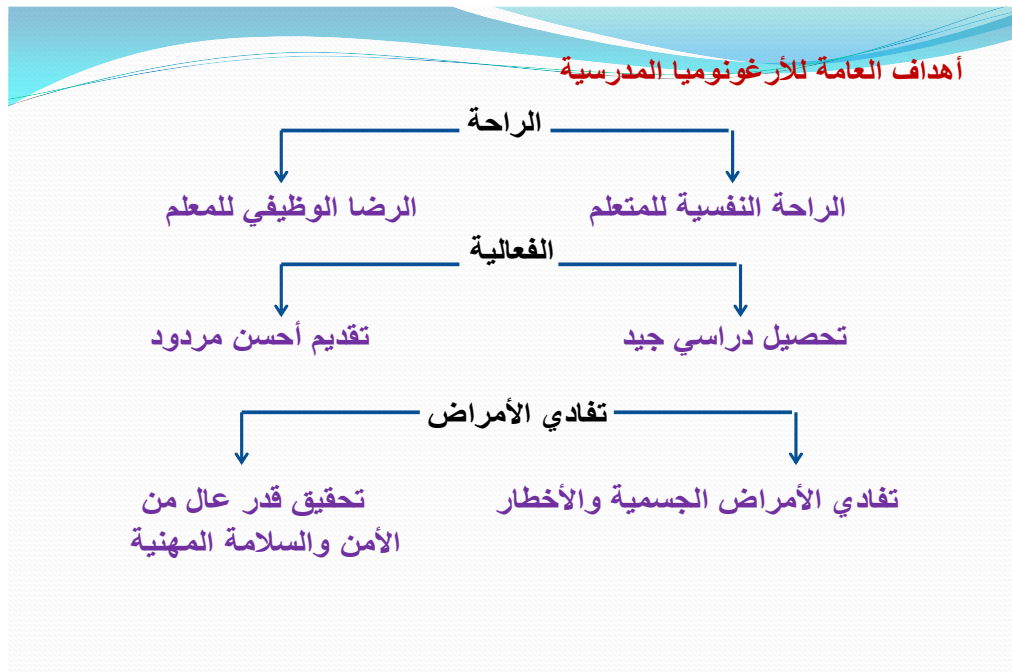 أهداف العامة للأرغونوميا المدرسية
الراحة
الراحة النفسية للمتعلم
الرضا الوظيفي للمعلم
الفعالية
تحصيل دراسي جيد
تقديم أحسن مردود
تفادي الأمراض
تفادي الأمراض الجسمية والأخطار
تحقيق قدر عال من
الأمن والسلامة المهنية